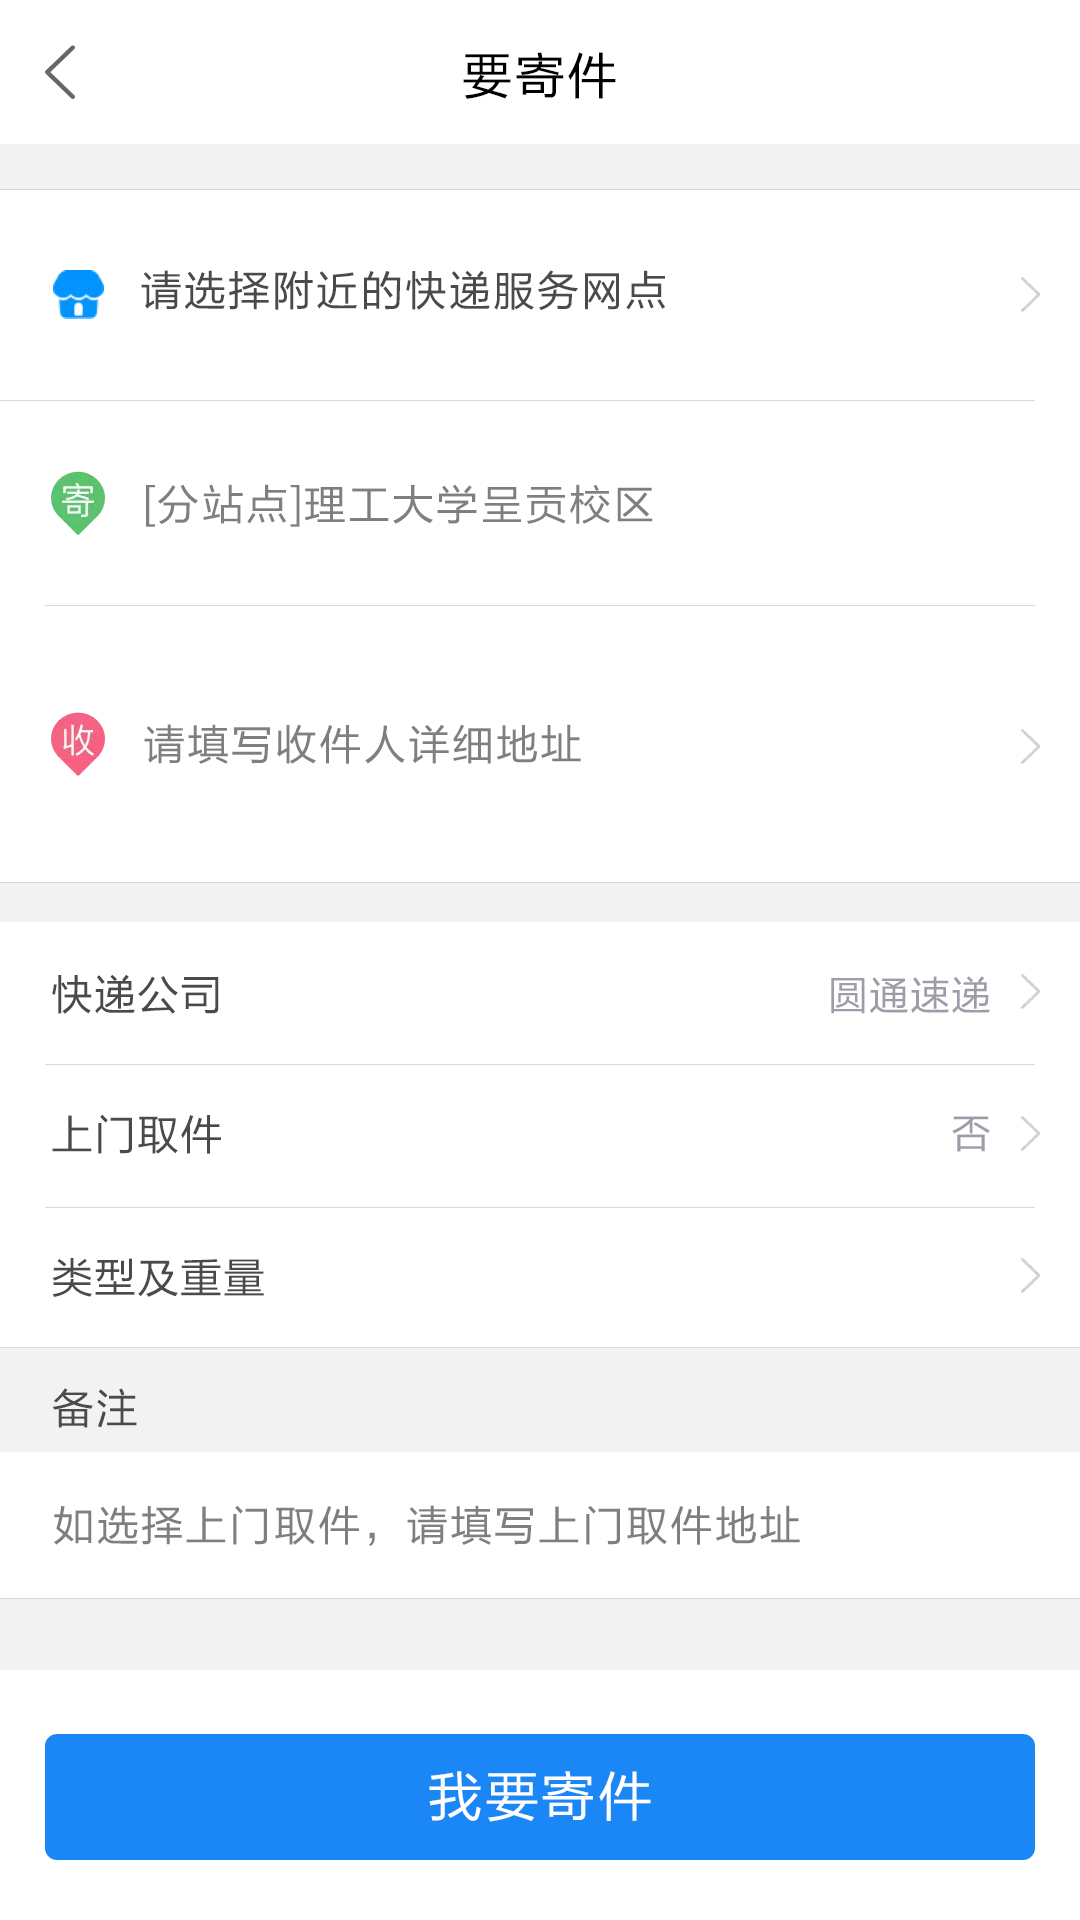 要寄件
请选择附近的快递服务网点
寄
[分站点]理工大学呈贡校区
收
请填写收件人详细地址
快递公司
圆通速递
上门取件
否
类型及重量
备注
如选择上门取件，请填写上门取件地址
我要寄件